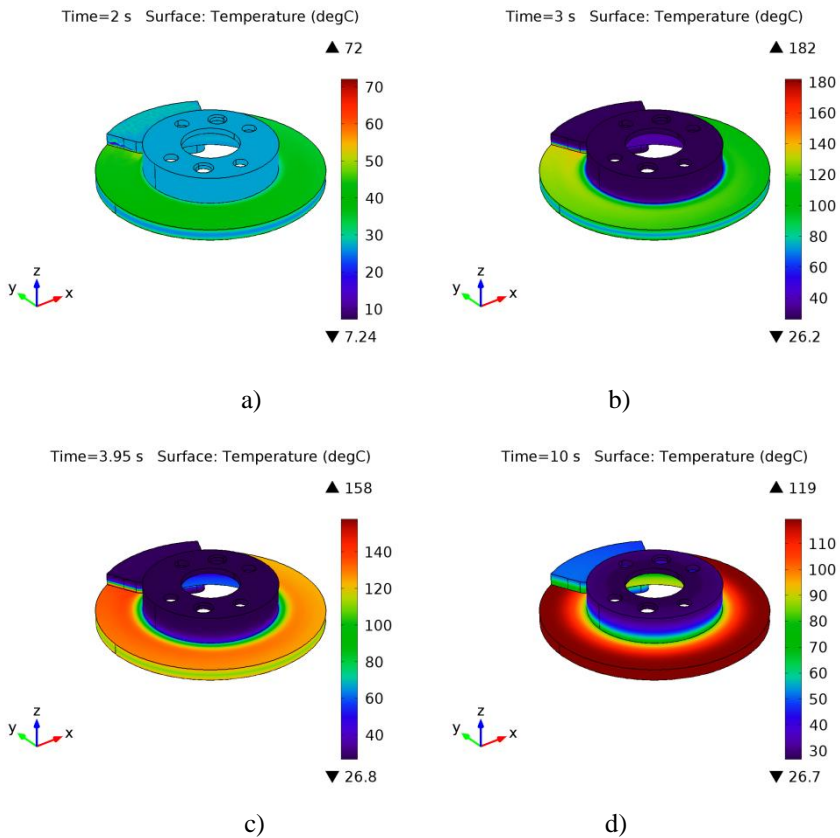 Time=2 s Surface: Temperature (degC)
▲ 72
70
60
50
40
30
20
10
▼ 7.24
z
y
x
a)
Time=3 s Surface: Temperature (degC)
▲ 182
180
160
140
120
100
80
60
40
▼ 26.2
z
y
x
b)
Time=3.95 s Surface: Temperature (degC)
▲ 158
140
120
100
80
60
40
▼ 26.8
z
y
x
c)
Time=10 s Surface: Temperature (degC)
▲ 119
110
100
90
80
70
60
50
40
30
▼ 26.7
z
y
x
d)